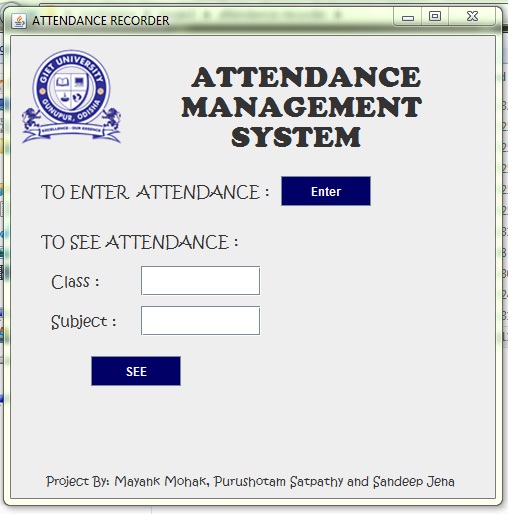 ATTENDANCE RECORDER
GIET UNIVERSITY
GUNUPUR, ODISHA
EXCELLENCE - OUR ESSENCE
ATTENDANCE
MANAGEMENT
SYSTEM
TO ENTER ATTENDANCE : Enter
TO SEE ATTENDANCE :
Class :
Subject :
SEE
Project By: Mayank Mohak, Purushotam Satpathy and Sandeep Jena